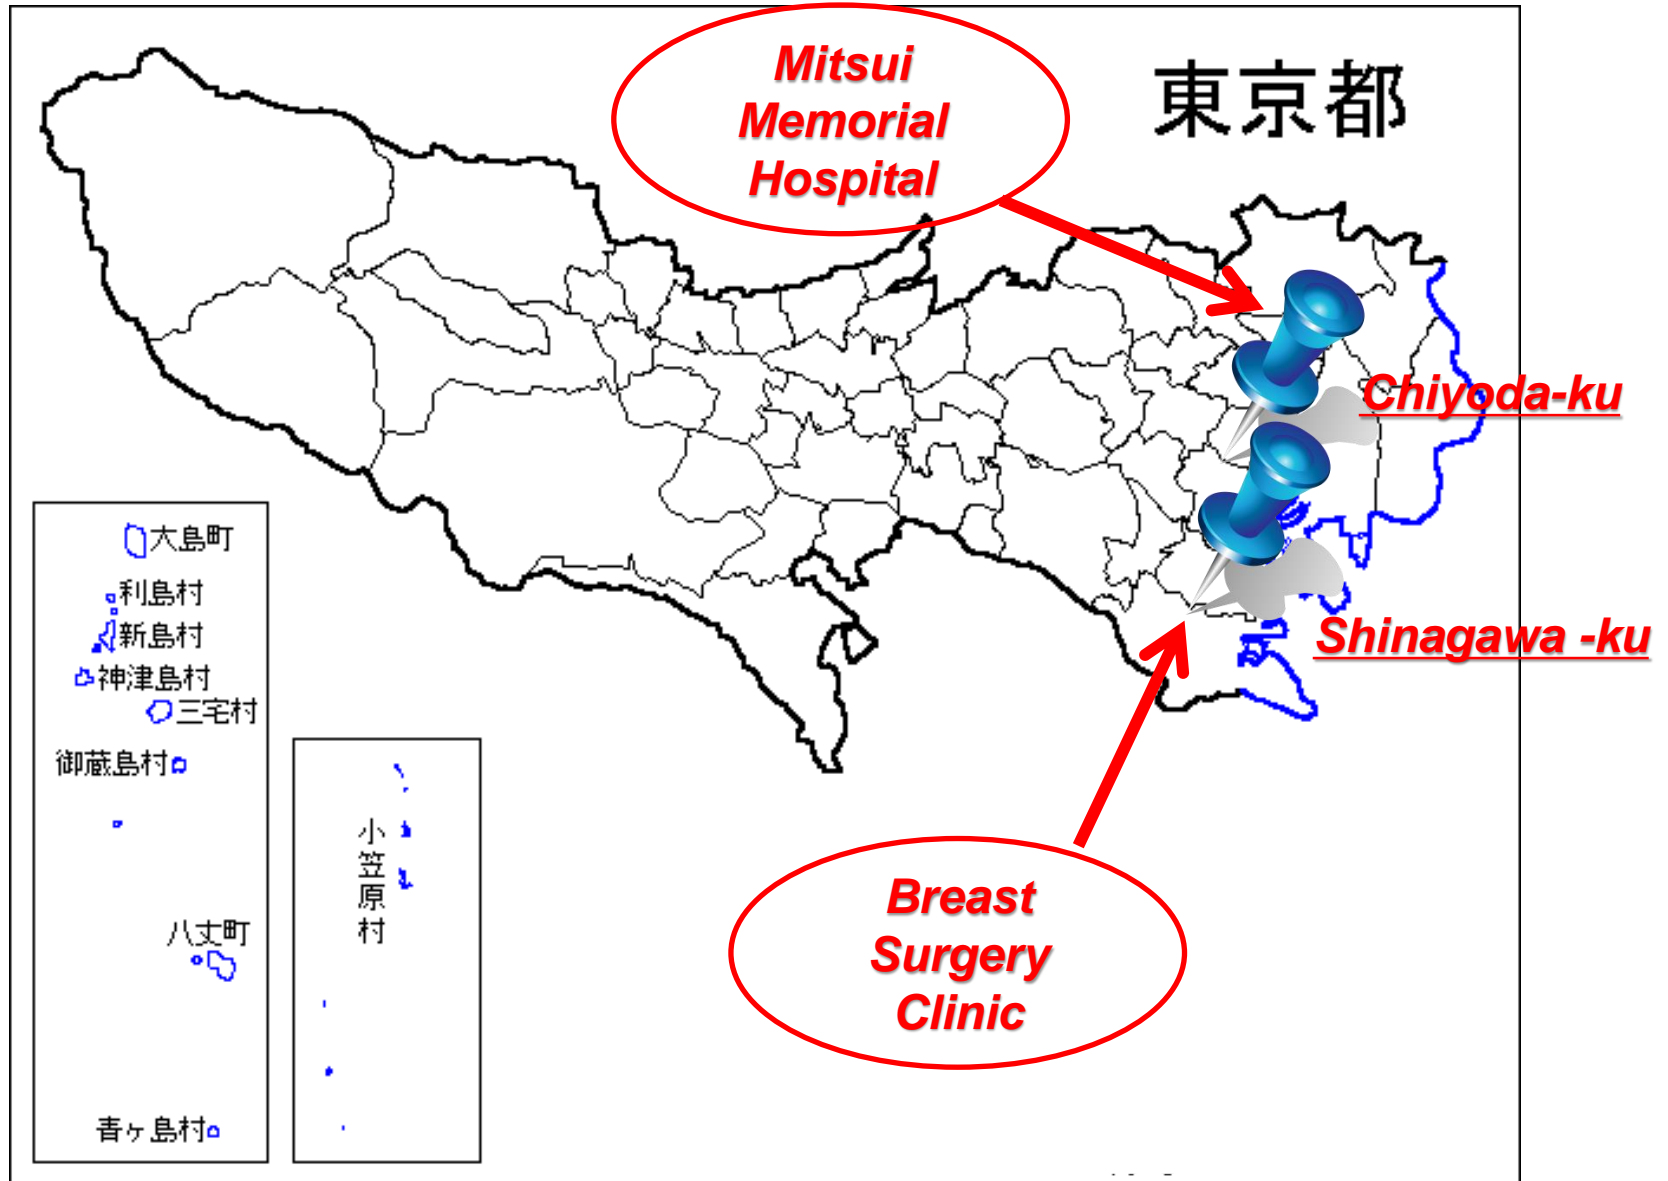 Mitsui
Memorial
Hospital
東京都
Chiyoda-ku
Shinagawa -ku
大島町
利島村
新島村
神津島村
三宅村
御蔵島村
八丈町
青ヶ島村
小笠原村
Breast
Surgery
Clinic